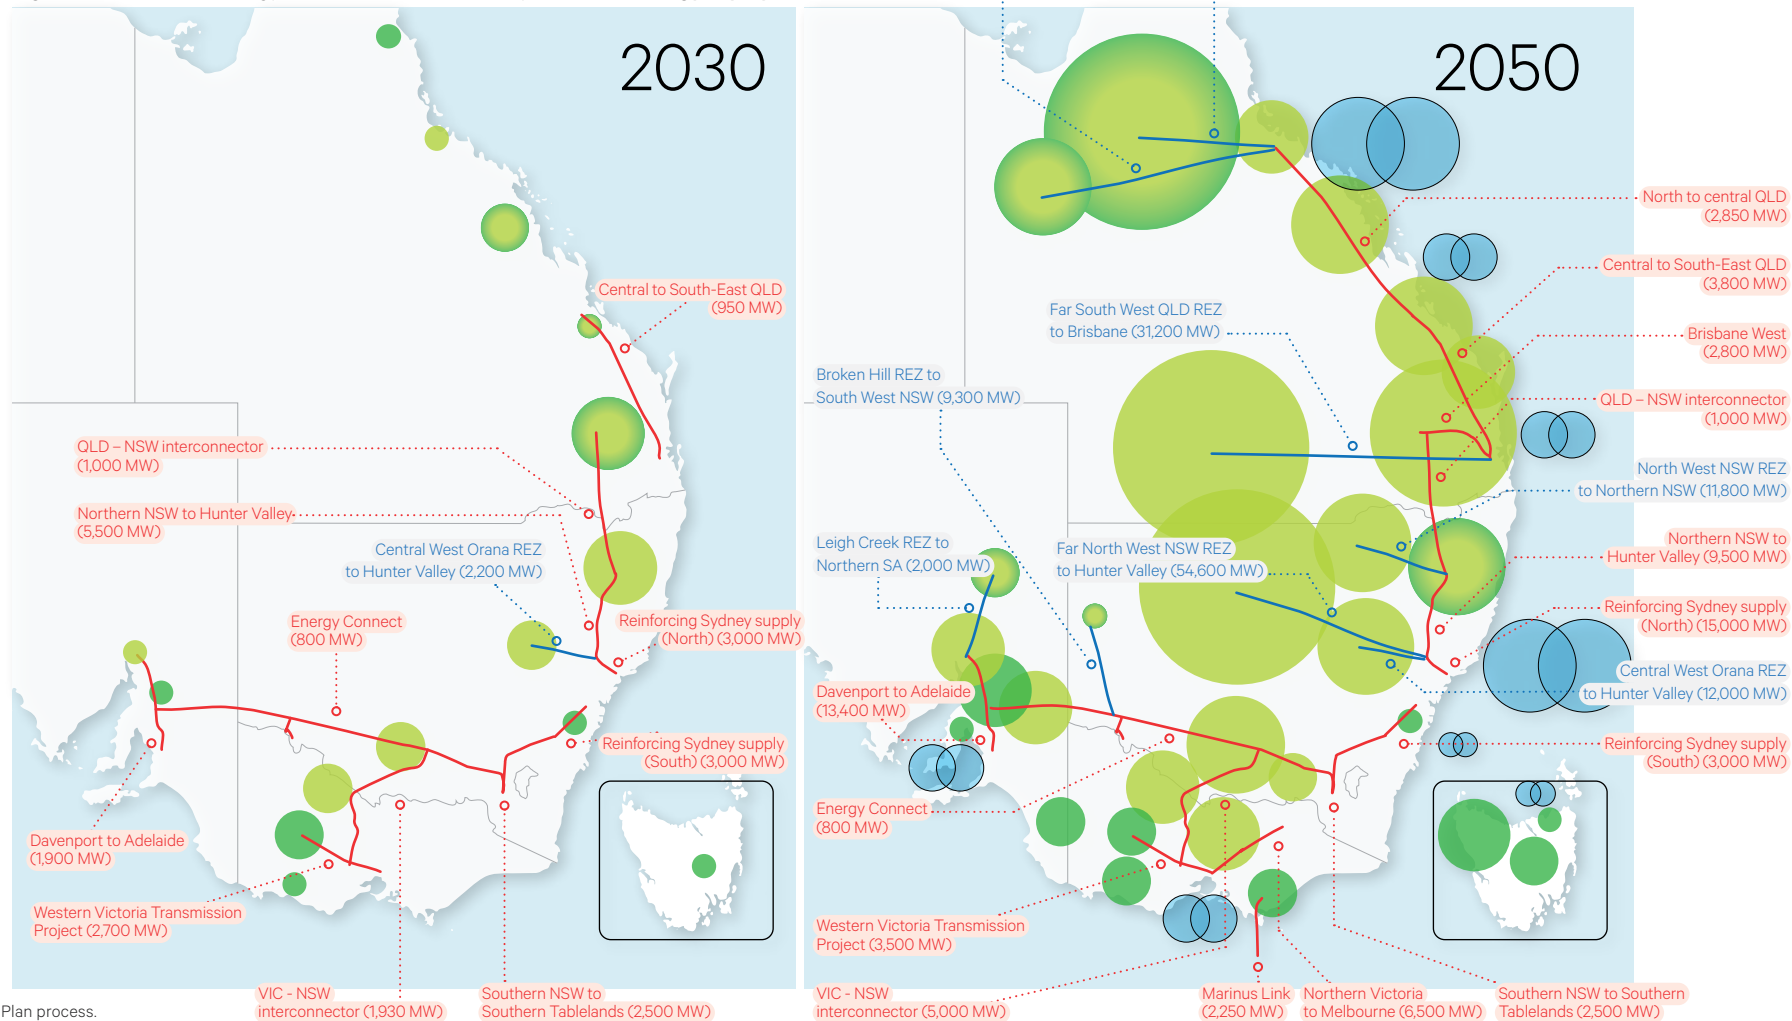 2030
Central to South-East QLD
(950 MW)
QLD – NSW interconnector
(1,000 MW)
Northern NSW to Hunter Valley
(5,500 MW)
Central West Orana REZ
to Hunter Valley (2,200 MW)
Energy Connect
(800 MW)
Reinforcing Sydney supply
(North) (3,000 MW)
Reinforcing Sydney supply
(South) (3,000 MW)
Davenport to Adelaide
(1,900 MW)
Western Victoria Transmission
Project (2,700 MW)
VIC - NSW
interconnector (1,930 MW)
Southern NSW to
Southern Tablelands (2,500 MW)
Plan process.
2050
North to central QLD
(2,850 MW)
Central to South-East QLD
(3,800 MW)
Far South West QLD REZ
to Brisbane (31,200 MW)
Brisbane West
(2,800 MW)
Broken Hill REZ to
South West NSW (9,300 MW)
QLD – NSW interconnector
(1,000 MW)
North West NSW REZ
to Northern NSW (11,800 MW)
Leigh Creek REZ to
Northern SA (2,000 MW)
Far North West NSW REZ
to Hunter Valley (54,600 MW)
Northern NSW to
Hunter Valley (9,500 MW)
Reinforcing Sydney supply
(North) (15,000 MW)
Central West Orana REZ
to Hunter Valley (12,000 MW)
Davenport to Adelaide
(13,400 MW)
Reinforcing Sydney supply
(South) (3,000 MW)
Energy Connect
(800 MW)
Western Victoria Transmission
Project (3,500 MW)
VIC - NSW
interconnector (5,000 MW)
Marinus Link
(2,250 MW)
Northern Victoria
to Melbourne (6,500 MW)
Southern NSW to Southern
Tablelands (2,500 MW)